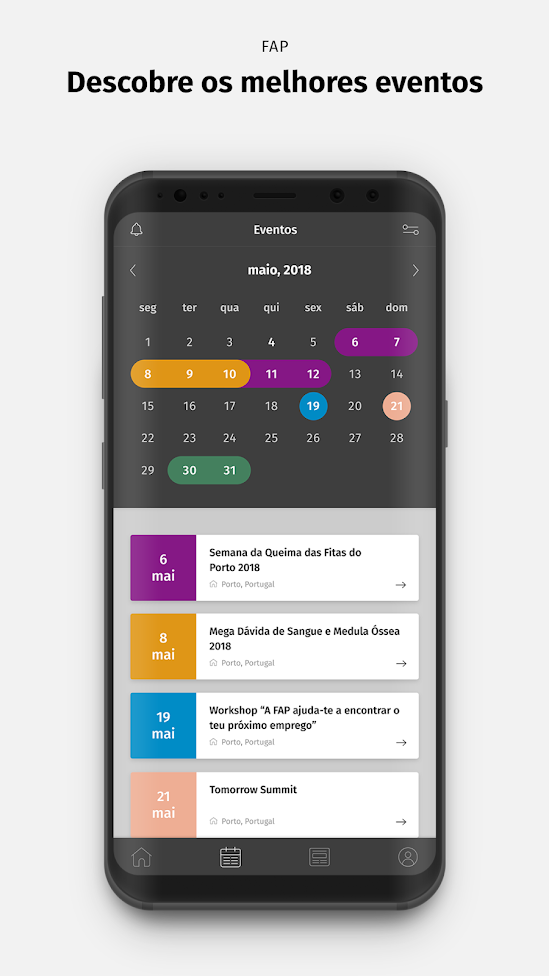 FAP
Descobre os melhores eventos
Eventos
maio, 2018
seg ter qua qui sex sáb dom
1 2 3 4 5 6 7
8 9 10 11 12 13 14
15 16 17 18 19 20 21
22 23 24 25 26 27 28
29 30 31
6
mai
Semana da Queima das Fitas do
Porto 2018
Porto, Portugal
8
mai
Mega Dávida de Sangue e Medula Óssea
2018
Porto, Portugal
19
mai
Workshop “A FAP ajuda-te a encontrar o
teu próximo emprego”
Porto, Portugal
21
mai
Tomorrow Summit
Porto, Portugal